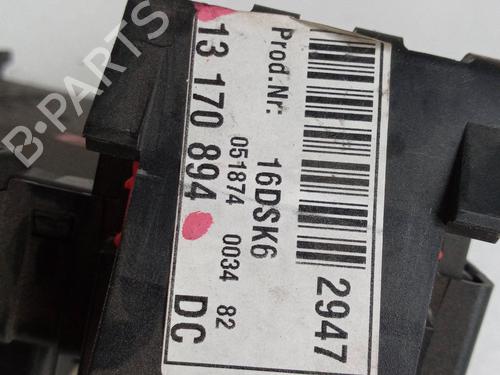 2947
Prod.Nr: 16DSK6
051874 0034 82
13 170 894 DC
B-PARTS